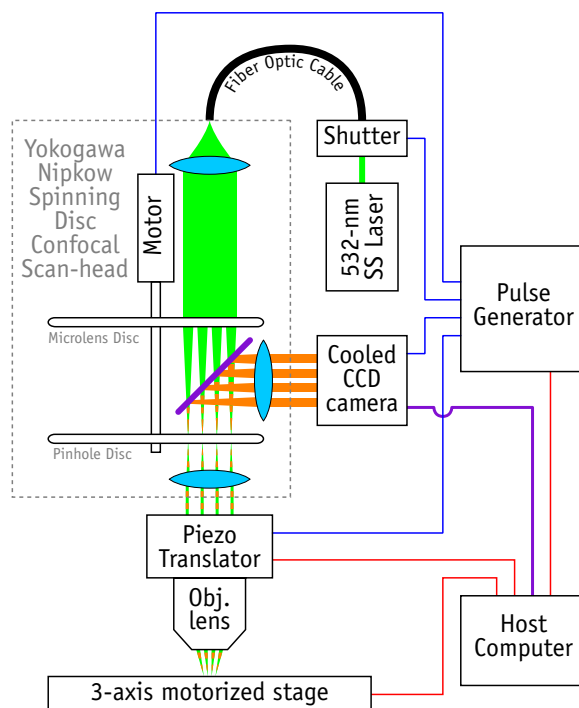 Fiber Optic Cable
Shutter
Yokogawa
Nipkow
Spinning
Disc
Confocal
Scan-head
Motor
532-nm
SS Laser
Pulse
Generator
Microlens Disc
Cooled
CCD
camera
Pinhole Disc
Piezo
Translator
Obj.
lens
Host
Computer
3-axis motorized stage